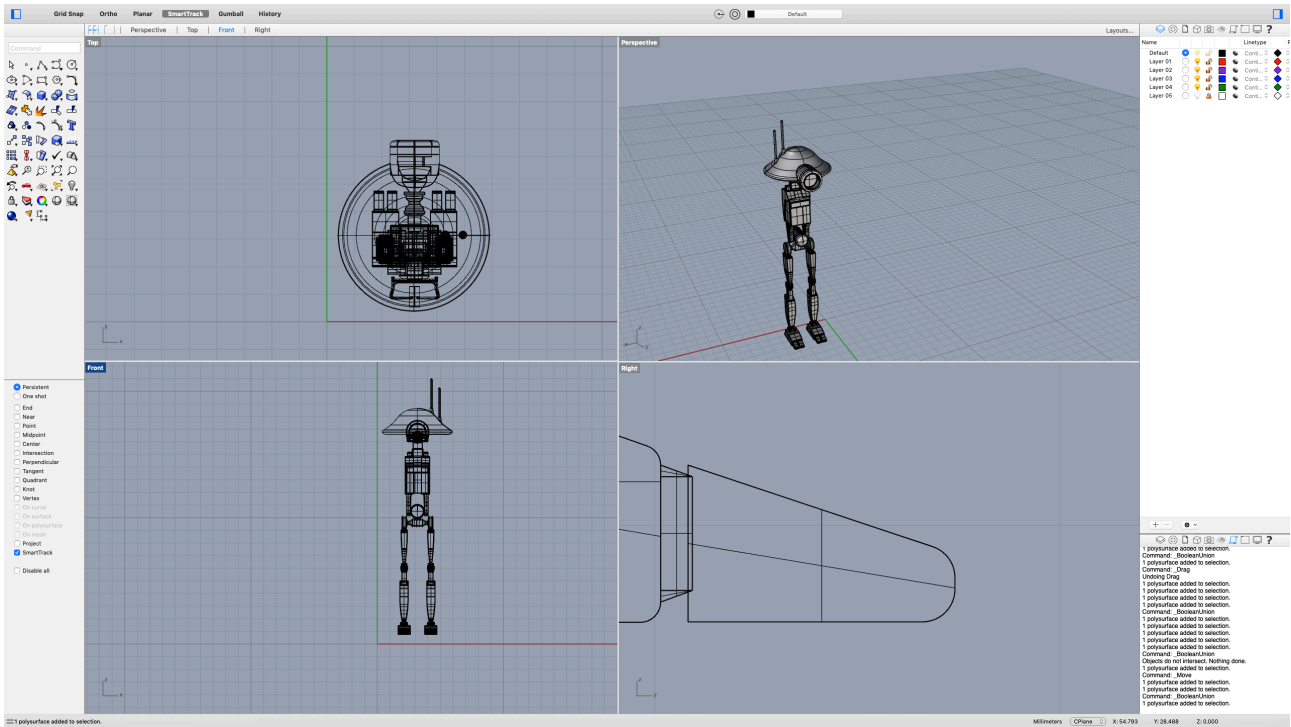 Grid Snap Ortho Planar SmartTrack Gumball History
Default
Perspective | Top | Front | Right
Layouts...
Command
Top
Perspective
Name Linetype
Default Conti...
Layer 01 Conti...
Layer 02 Conti...
Layer 03 Conti...
Layer 04 Conti...
Layer 05 Conti...
y
x
z
x
y
Front
Right
Persistent
One shot
End
Near
Point
Midpoint
Center
Intersection
Perpendicular
Tangent
Quadrant
Knot
Vertex
On curve
On surface
On polysurface
On mesh
Project
SmartTrack
Disable all
z
x
z
y
1 polysurface added to selection.
Command: _BooleanUnion
1 polysurface added to selection.
Command: _Drag
Undoing Drag
1 polysurface added to selection.
1 polysurface added to selection.
1 polysurface added to selection.
1 polysurface added to selection.
Command: _BooleanUnion
1 polysurface added to selection.
1 polysurface added to selection.
1 polysurface added to selection.
1 polysurface added to selection.
1 polysurface added to selection.
Command: _BooleanUnion
Objects do not intersect. Nothing done.
1 polysurface added to selection.
Command: _Move
1 polysurface added to selection.
1 polysurface added to selection.
Command: _BooleanUnion
1 polysurface added to selection.
1 polysurface added to selection.
Millimeters CPlane X: 54.793 Y: 28.488 Z: 0.000